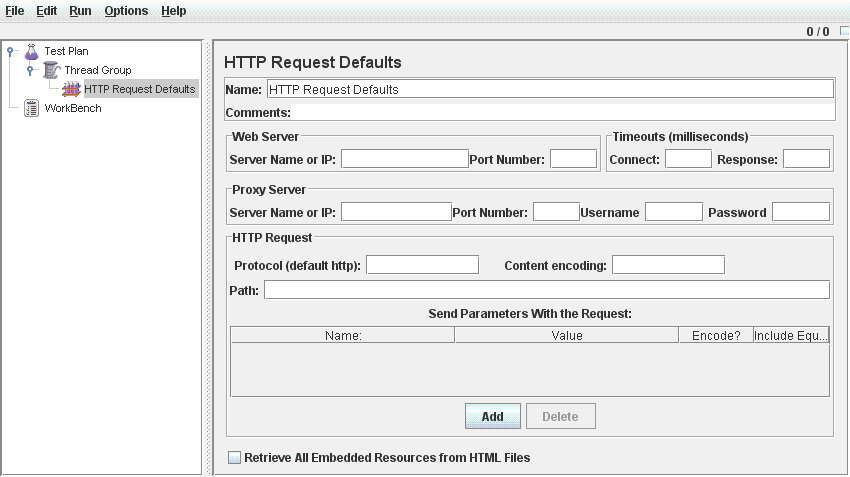 File Edit Run Options Help
0 / 0
Test Plan
Thread Group
HTTP Request Defaults
WorkBench
HTTP Request Defaults
Name: HTTP Request Defaults
Comments:
Web Server
Server Name or IP: Port Number:
Timeouts (milliseconds)
Connect: Response:
Proxy Server
Server Name or IP: Port Number: Username Password
HTTP Request
Protocol (default http): Content encoding:
Path:
Send Parameters With the Request:
Name: Value Encode? Include Equ...
Add Delete
Retrieve All Embedded Resources from HTML Files